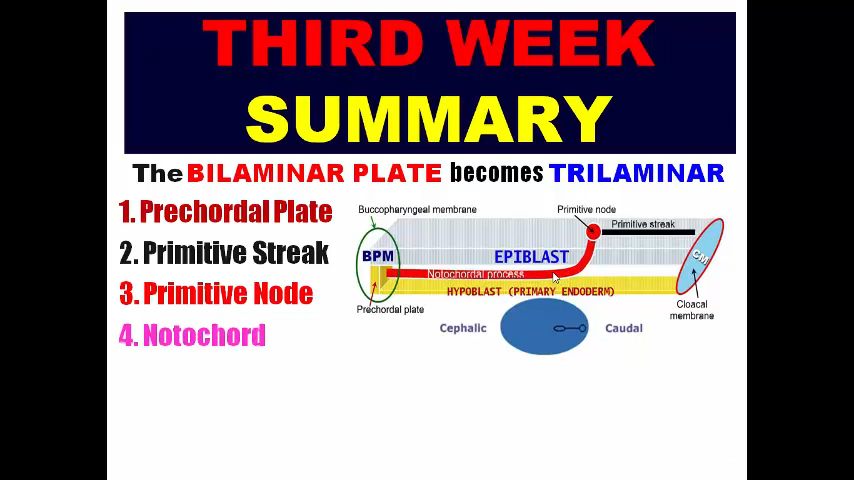 THIRD WEEK
SUMMARY
The BILAMINAR PLATE becomes TRILAMINAR
1. Prechordal Plate
2. Primitive Streak
3. Primitive Node
4. Notochord
Buccopharyngeal membrane
Primitive node
Primitive streak
BPM
EPIBLAST
CM
Notochordal process
HYPOBLAST (PRIMARY ENDODERM)
Prechordal plate
Cloacal
membrane
Cephalic
Caudal